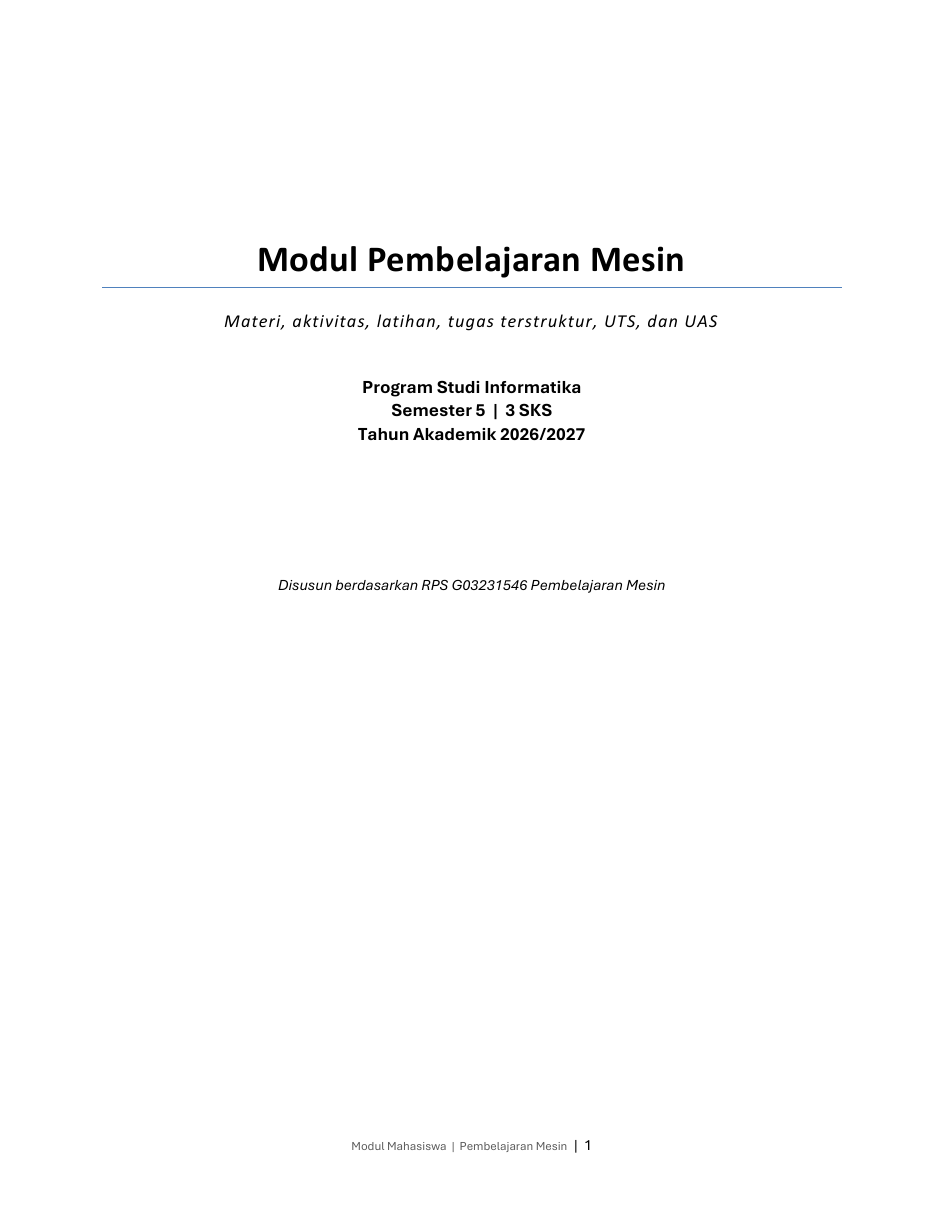 Modul Pembelajaran Mesin
Materi, aktivitas, latihan, tugas terstruktur, UTS, dan UAS
Program Studi Informatika
Semester 5 | 3 SKS
Tahun Akademik 2026/2027
Disusun berdasarkan RPS G03231546 Pembelajaran Mesin
Modul Mahasiswa | Pembelajaran Mesin | 1